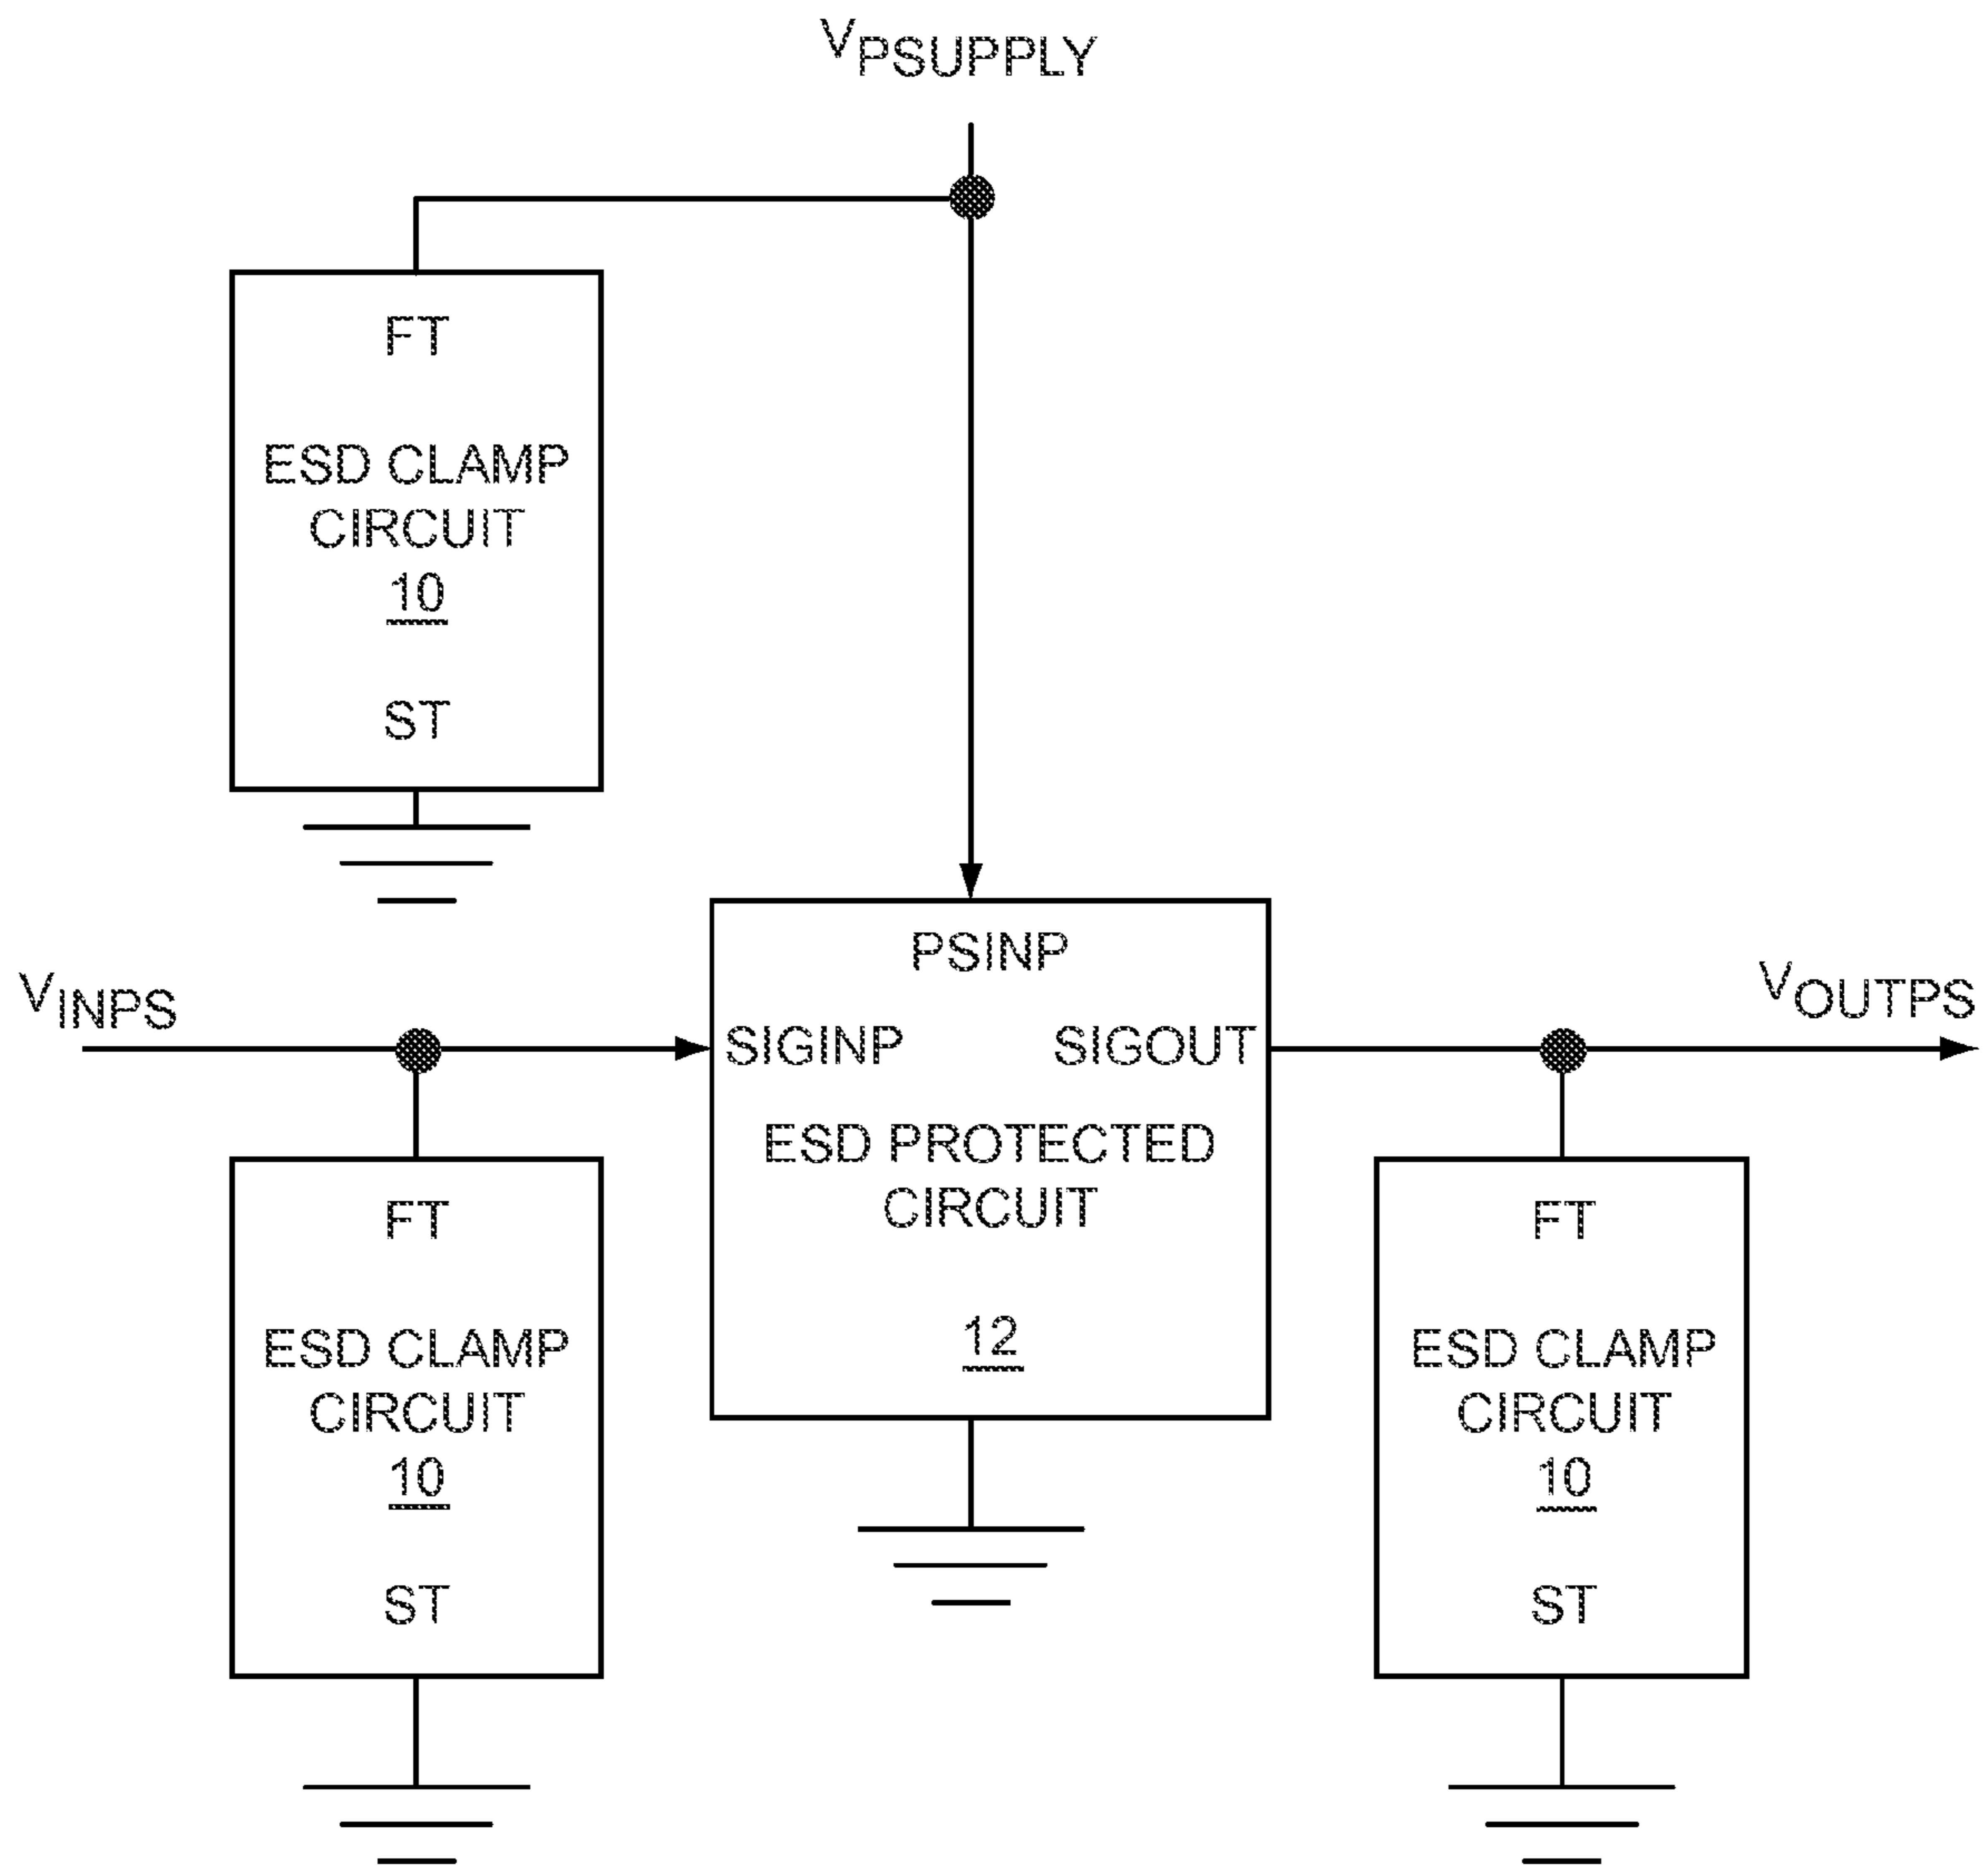 VPSUPPLY
FT
ESD CLAMP
CIRCUIT
10
ST
VINPS
PSINP
SIGINP SIGOUT
ESD PROTECTED
CIRCUIT
12
VOUTPS
FT
ESD CLAMP
CIRCUIT
10
ST
FT
ESD CLAMP
CIRCUIT
10
ST